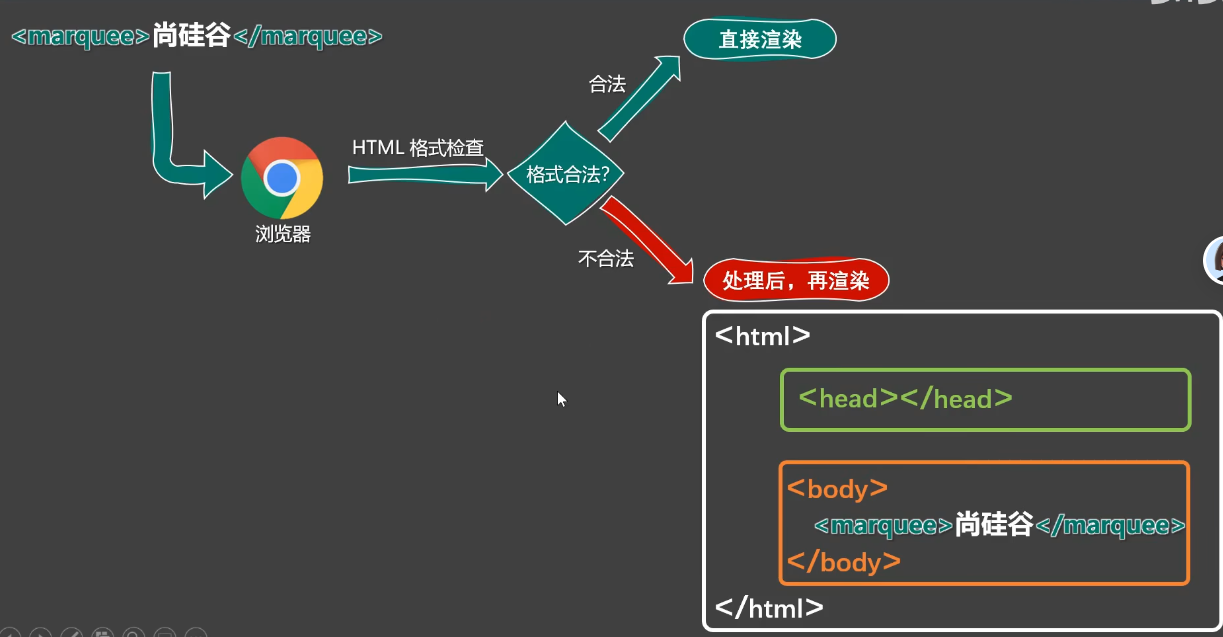 <marquee>尚硅谷</marquee>
直接渲染
合法
HTML 格式检查
格式合法?
浏览器
不合法
处理后，再渲染
<html>
<head></head>
<body>
<marquee>尚硅谷</marquee>
</body>
</html>